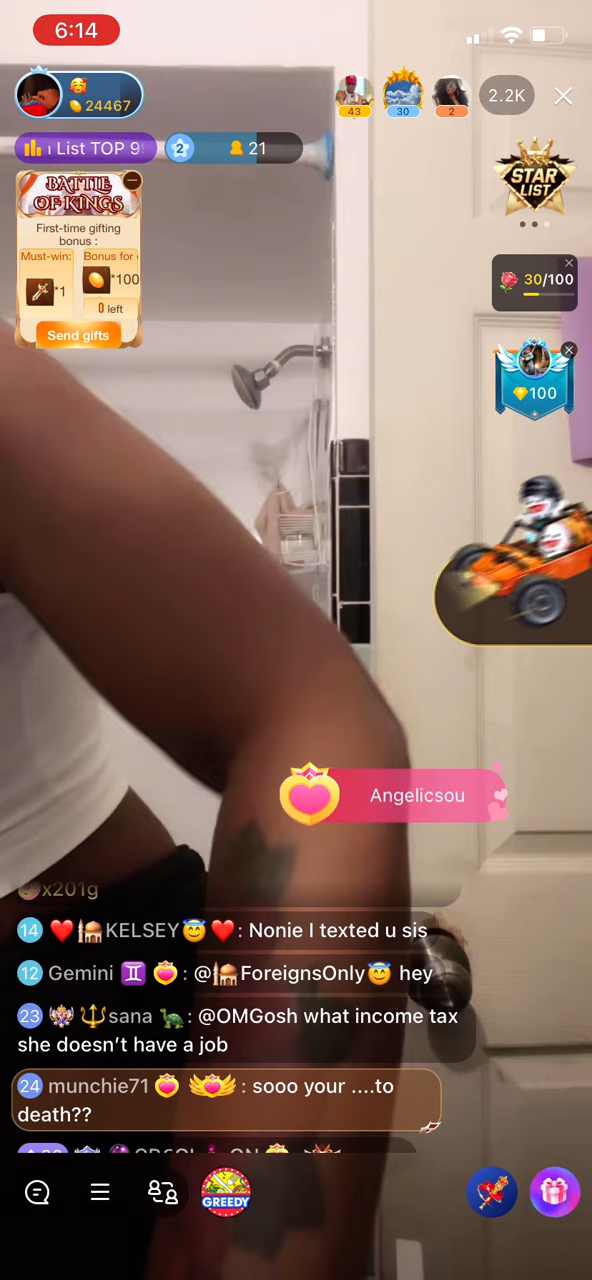 6:14
24467
43
30
2
2.2K
List TOP 9
2
21
BATTLE
OF KINGS
First-time gifting
bonus :
Must-win:
Bonus for
*1
*100
0 left
Send gifts
STAR
LIST
30/100
100
Angelicsou
x201g
14 KELSEY : Nonie I texted u sis
12 Gemini ♊ : @🕌ForeignsOnly😇 hey
23 sana 🐢 : @OMGosh what income tax
she doesn't have a job
24 munchie71 : sooo your ....to
death??
GREEDY